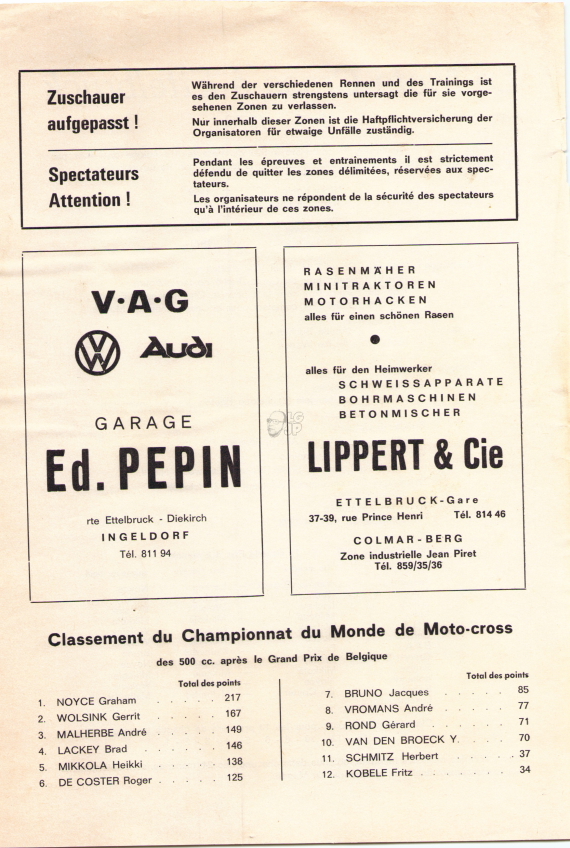 Zuschauer
aufgepasst !
Während der verschiedenen Rennen und des Trainings ist
es den Zuschauern strengstens untersagt die für sie vorge-
sehenen Zonen zu verlassen.
Nur innerhalb dieser Zonen ist die Haftpflichtversicherung der
Organisatoren für etwaige Unfälle zuständig.
Spectateurs
Attention !
Pendant les épreuves et entrainements il est strictement
défendu de quitter les zones délimitées, réservées aux spec-
tateurs.
Les organisateurs ne répondent de la sécurité des spectateurs
qu'à l'intérieur de ces zones.
V·A·G
VW Audi
GARAGE
Ed. PEPIN
rte Ettelbruck - Diekirch
INGELDORF
Tél. 811 94
RASENMÄHER
MINITRAKTOREN
MOTORHACKEN
alles für einen schönen Rasen
alles für den Heimwerker
SCHWEISSAPPARATE
BOHRMASCHINEN
BETONMISCHER
LIPPERT & Cie
ETTELBRUCK-Gare
37-39, rue Prince Henri Tél. 814 46
COLMAR-BERG
Zone industrielle Jean Piret
Tél. 859/35/36
LG
SP
Classement du Championnat du Monde de Moto-cross
des 500 cc. après le Grand Prix de Belgique
Total des points
1. NOYCE Graham . . . . . 217
2. WOLSINK Gerrit . . . . . 167
3. MALHERBE André . . . . 149
4. LACKEY Brad . . . . . . 146
5. MIKKOLA Heikki . . . . . 138
6. DE COSTER Roger . . . . . 125
Total des points
7. BRUNO Jacques . . . . . 85
8. VROMANS André . . . . . 77
9. ROND Gérard . . . . . . 71
10. VAN DEN BROECK Y. . . . 70
11. SCHMITZ Herbert . . . . . 37
12. KOBELE Fritz . . . . . . . 34